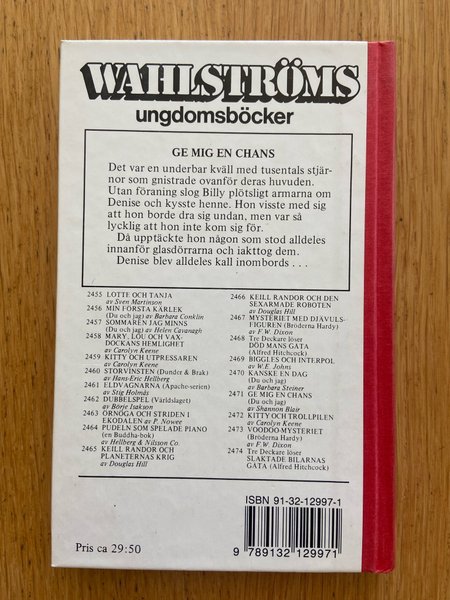 WAHLSTRÖMS
ungdomsböcker
GE MIG EN CHANS
Det var en underbar kväll med tusentals stjär-
nor som gnistrade ovanför deras huvuden.
Utan föraning slog Billy plötsligt armarna om
Denise och kysste henne. Hon visste med sig
att hon borde dra sig undan, men var så
lycklig att hon inte kom sig för.
Då upptäckte hon någon som stod alldeles
innanför glasdörrarna och iakttog dem.
Denise blev alldeles kall inombords . . .
2455 LOTTE OCH TANJA
av Sven Martinson
2456 MIN FÖRSTA KÄRLEK
(Du och jag) av Barbara Conklin
2457 SOMMAREN JAG MINNS
(Du och jag) av Helen Cavanagh
2458 MARY, LOU OCH VAX-
DOCKANS HEMLIGHET
av Carolyn Keene
2459 KITTY OCH UTPRESSAREN
av Carolyn Keene
2460 STORVINSTEN (Dunder & Brak)
av Hans-Eric Hellberg
2461 ELDVAGNARNA (Apache-serien)
av Stig Holmås
2462 DUBBELSPEL (Världslaget)
av Börje Isakson
2463 ÖRNÖGA OCH STRIDEN I
EKODALEN av P. Nowee
2464 PUDELN SOM SPELADE PIANO
(en Buddha-bok)
av Hellberg & Nilsson Co.
2465 KEILL RANDOR OCH
PLANETERNAS KRIG
av Douglas Hill
2466 KEILL RANDOR OCH DEN
SEXARMADE ROBOTEN
av Douglas Hill
2467 MYSTERIET MED DJÄVULS-
FIGUREN (Bröderna Hardy)
av F.W. Dixon
2468 Tre Deckare löser
DÖD MANS GÅTA
(Alfred Hitchcock)
2469 BIGGLES OCH INTERPOL
av W.E. Johns
2470 KANSKE EN DAG
(Du och jag)
av Barbara Steiner
2471 GE MIG EN CHANS
(Du och jag)
av Shannon Blair
2472 KITTY OCH TROLLPILEN
av Carolyn Keene
2473 VOODOO-MYSTERIET
(Bröderna Hardy)
av F.W. Dixon
2474 Tre Deckare löser
SLAKTADE BILARNAS
GÅTA (Alfred Hitchcock)
ISBN 91-32-12997-1
9 789132 129971
Pris ca 29:50